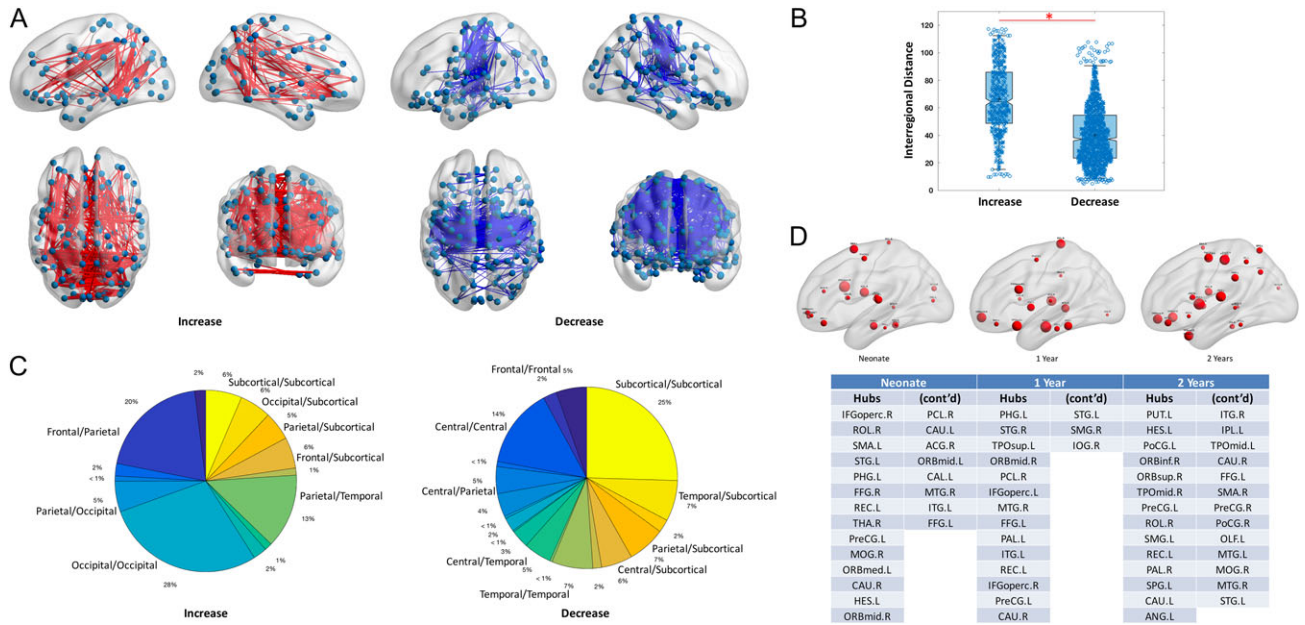 A
Increase
Decrease
B
Interregional Distance
120
100
80
60
40
20
0
*
Increase
Decrease
C
2%
6%
20%
Subcortical/Subcortical
6%
Occipital/Subcortical
5%
Parietal/Subcortical
Frontal/Parietal
6%
Frontal/Subcortical
1%
2%
< 1%
Parietal/Temporal
5%
13%
Parietal/Occipital
1%
2%
Occipital/Occipital
28%
Increase
Frontal/Frontal
5%
2%
Subcortical/Subcortical
25%
14%
Central/Central
< 1%
5%
Central/Parietal
Temporal/Subcortical
7%
4%
< 1%
2%
2%
< 1%
Parietal/Subcortical
3%
7%
Central/Temporal
Central/Subcortical
5%
6%
< 1%
2%
7%
Temporal/Temporal
Decrease
D
Neonate
1 Year
2 Years
Neonate 1 Year 2 Years
Hubs (cont’d) Hubs (cont’d) Hubs (cont’d)
IFGoperc.R PCL.R PHG.L STG.L PUT.L ITG.R
ROL.R CAU.L STG.R SMG.R HES.L IPL.L
SMA.L ACG.R TPOsup.L IOG.R PoCG.L TPOmid.L
STG.L ORBmid.L ORBmid.R ORBinf.R CAU.R
PHG.L CAL.L PCL.R ORBsup.R FFG.L
FFG.R MTG.R IFGoperc.L TPOmid.R SMA.R
REC.L ITG.L MTG.R PreCG.L PreCG.R
THA.R FFG.L FFG.L ROL.R PoCG.R
PreCG.L PAL.L SMG.L OLF.L
MOG.R ITG.L REC.L MTG.L
ORBmed.L REC.L PAL.R MOG.R
CAU.R IFGoperc.R SPG.L MTG.R
HES.L PreCG.L CAU.L STG.L
ORBmid.R CAU.R ANG.L